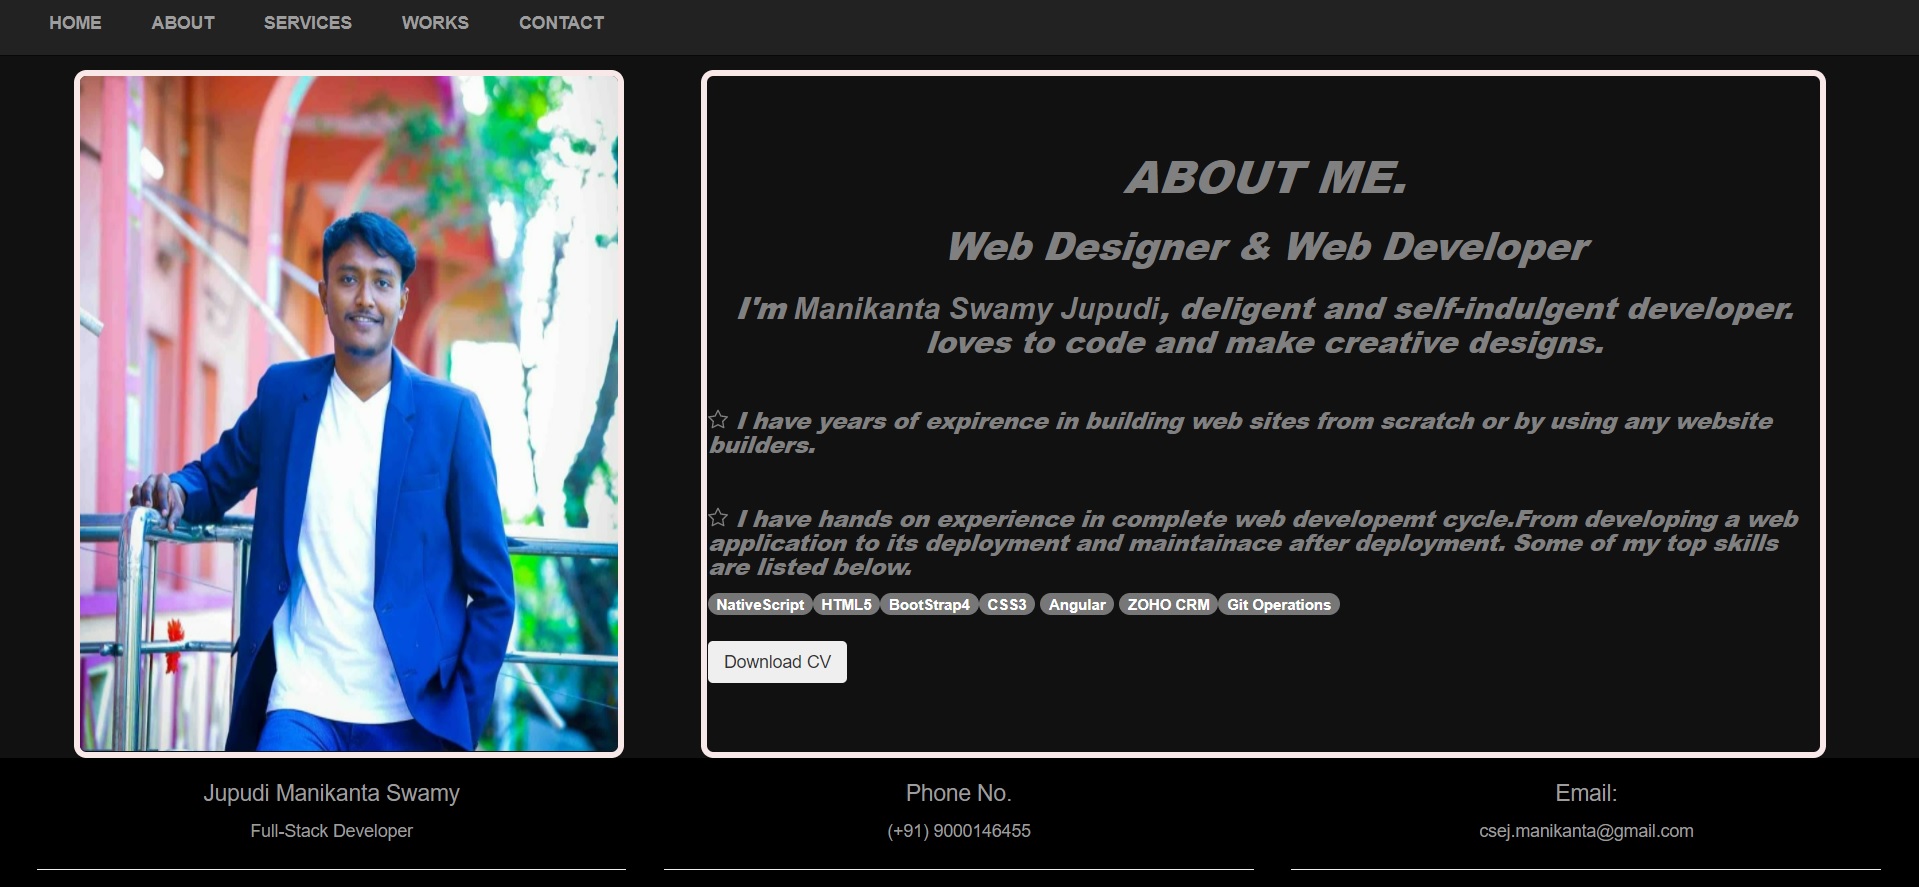 HOME ABOUT SERVICES WORKS CONTACT
ABOUT ME.
Web Designer & Web Developer
I'm Manikanta Swamy Jupudi, deligent and self-indulgent developer.
loves to code and make creative designs.
☆ I have years of expirence in building web sites from scratch or by using any website
builders.
☆ I have hands on experience in complete web developemt cycle.From developing a web
application to its deployment and maintainace after deployment. Some of my top skills
are listed below.
NativeScript HTML5 BootStrap4 CSS3 Angular ZOHO CRM Git Operations
Download CV
Jupudi Manikanta Swamy
Full-Stack Developer
Phone No.
(+91) 9000146455
Email:
csej.manikanta@gmail.com